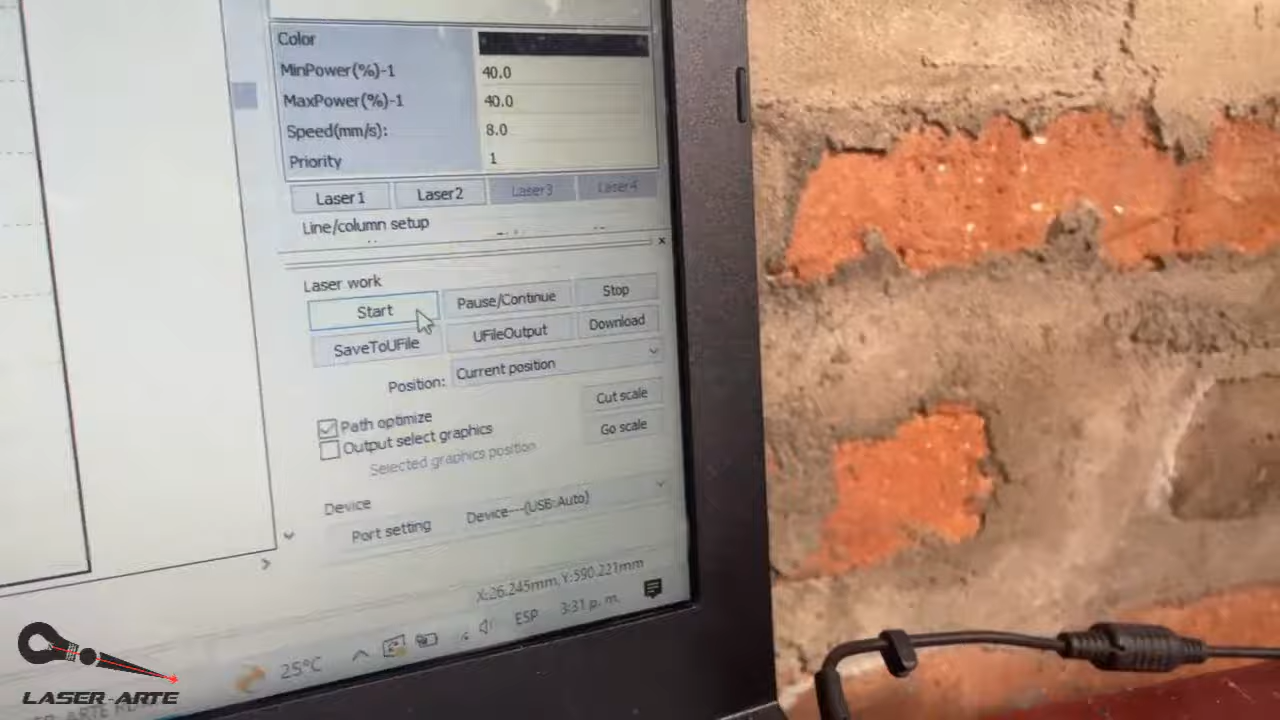 Color
MinPower(%)-1 40.0
MaxPower(%)-1 40.0
Speed(mm/s): 8.0
Priority 1
Laser1 Laser2 Laser3 Laser4
Line/column setup
Laser work
Start Pause/Continue Stop
SaveToUFile UFileOutput Download
Position: Current position
Path optimize Cut scale
Output select graphics Go scale
Selected graphics position
Device
Port setting Device---(USB:Auto)
X:26.245mm,Y:590.221mm
25°C ESP 3:31 p. m.
LASER-ARTE